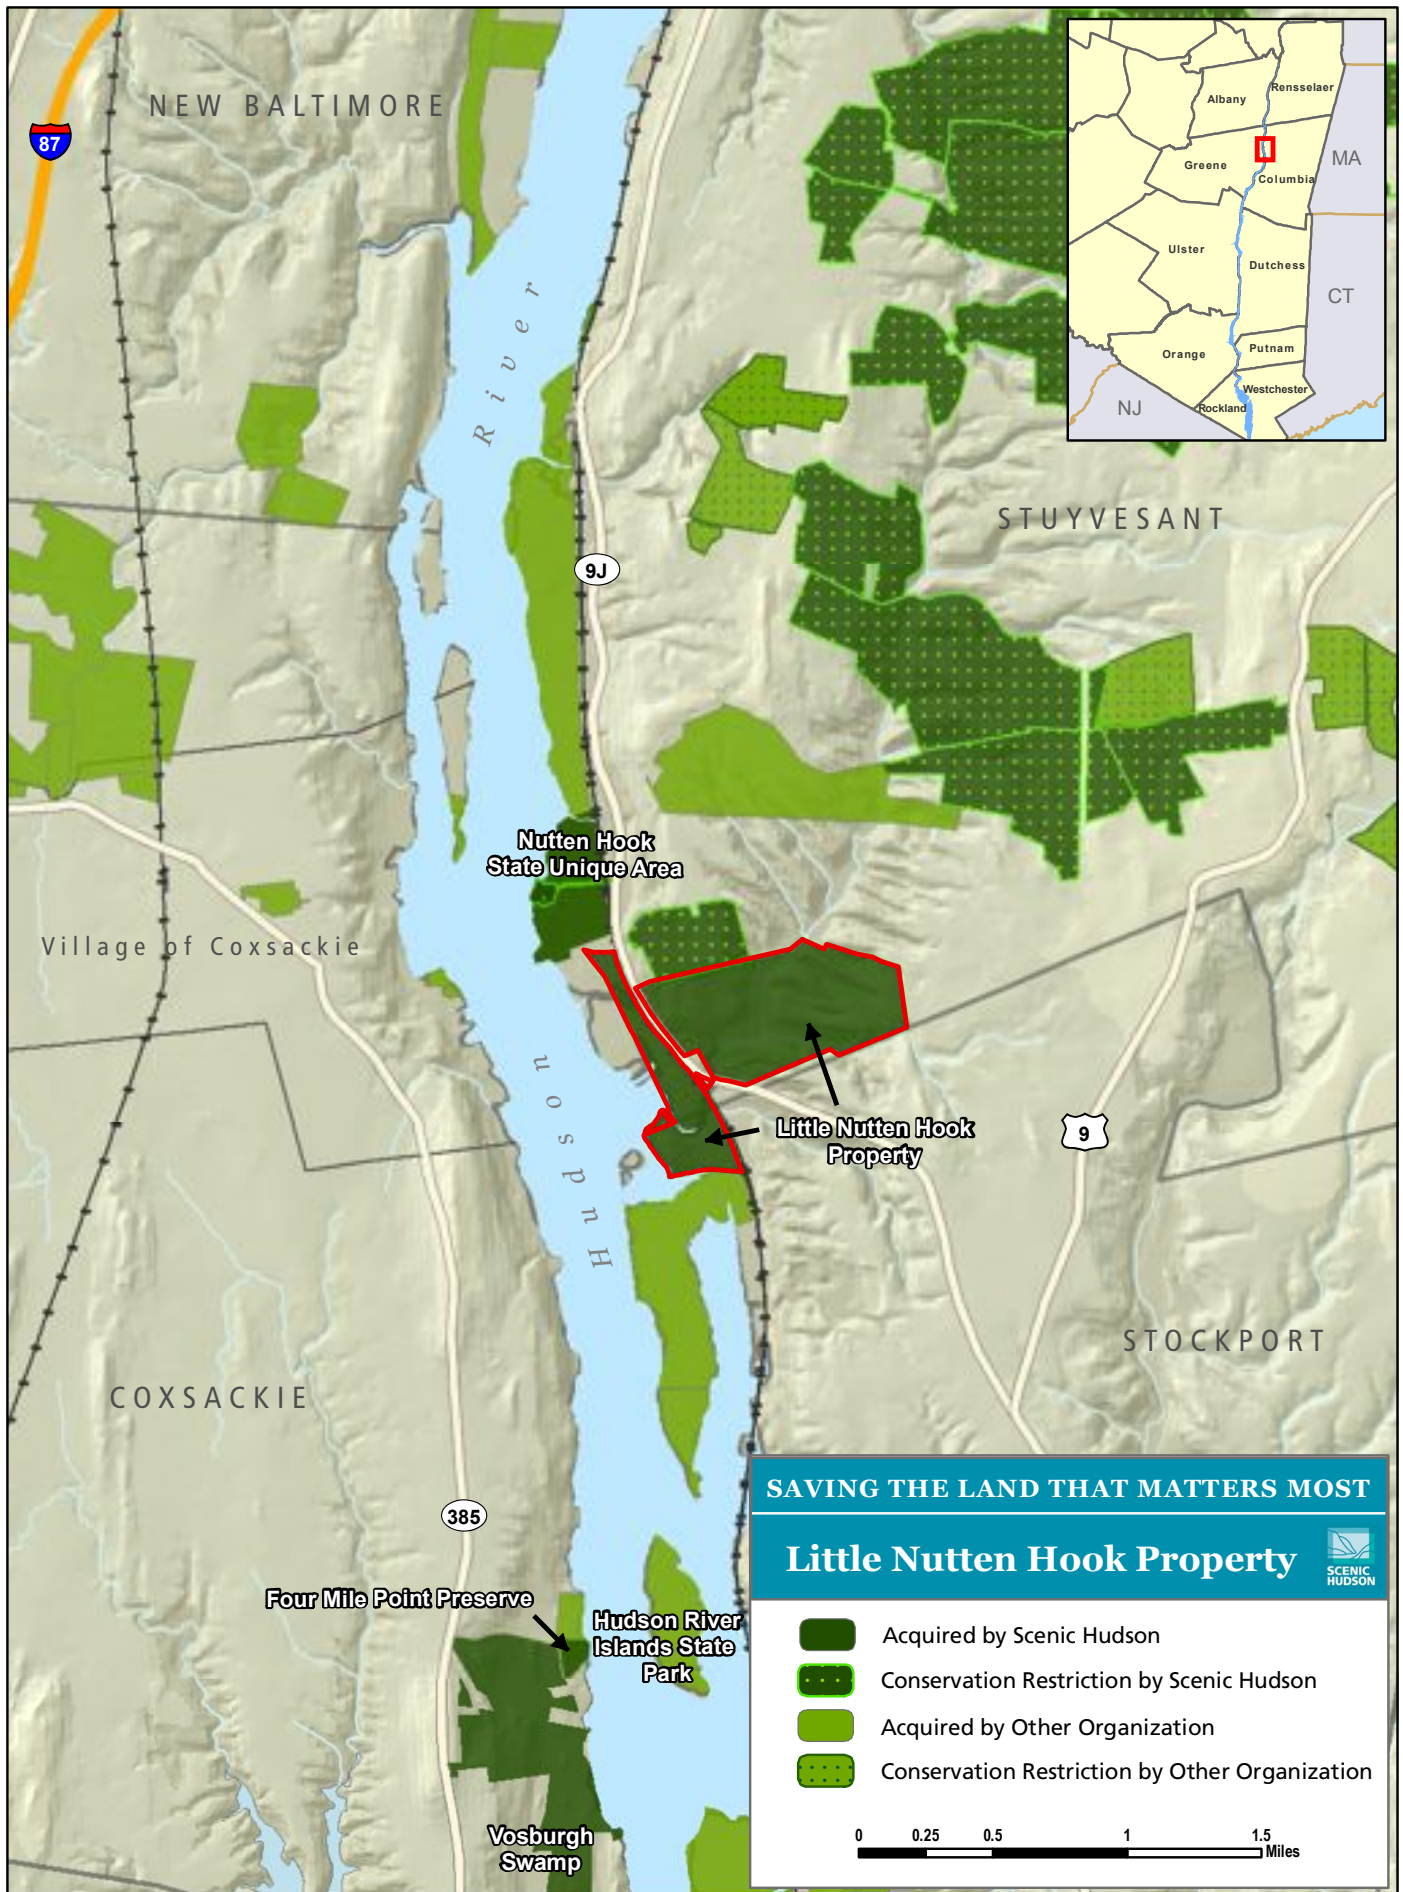 NEW BALTIMORE
87
River
Albany
Rensselaer
Greene
Columbia
MA
Ulster
Dutchess
CT
Orange
Putnam
Westchester
NJ
Rockland
STUYVESANT
9J
Nutten Hook
State Unique Area
Village of Coxsackie
Hudson
Little Nutten Hook
Property
9
STOCKPORT
COXSACKIE
385
Four Mile Point Preserve
Hudson River
Islands State
Park
Vosburgh
Swamp
SAVING THE LAND THAT MATTERS MOST
Little Nutten Hook Property
SCENIC
HUDSON
Acquired by Scenic Hudson
Conservation Restriction by Scenic Hudson
Acquired by Other Organization
Conservation Restriction by Other Organization
0 0.25 0.5 1 1.5
Miles